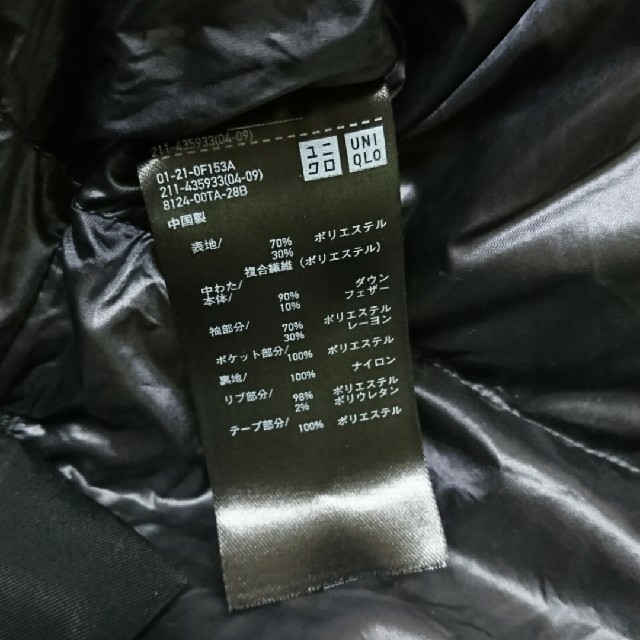 211-435933(04-09)
01-21-0F153A
211-435933(04-09)
8124-00TA-28B
中国製
ユニクロ
UNIQLO
表地/ 70% ポリエステル
30% 複合繊維(ポリエステル)
中わた/
本体/ 90% ダウン
10% フェザー
袖部分/ 70% ポリエステル
30% レーヨン
ポケット部分/ 100% ポリエステル
裏地/ 100% ナイロン
リブ部分/ 98% ポリエステル
2% ポリウレタン
テープ部分/ 100% ポリエステル